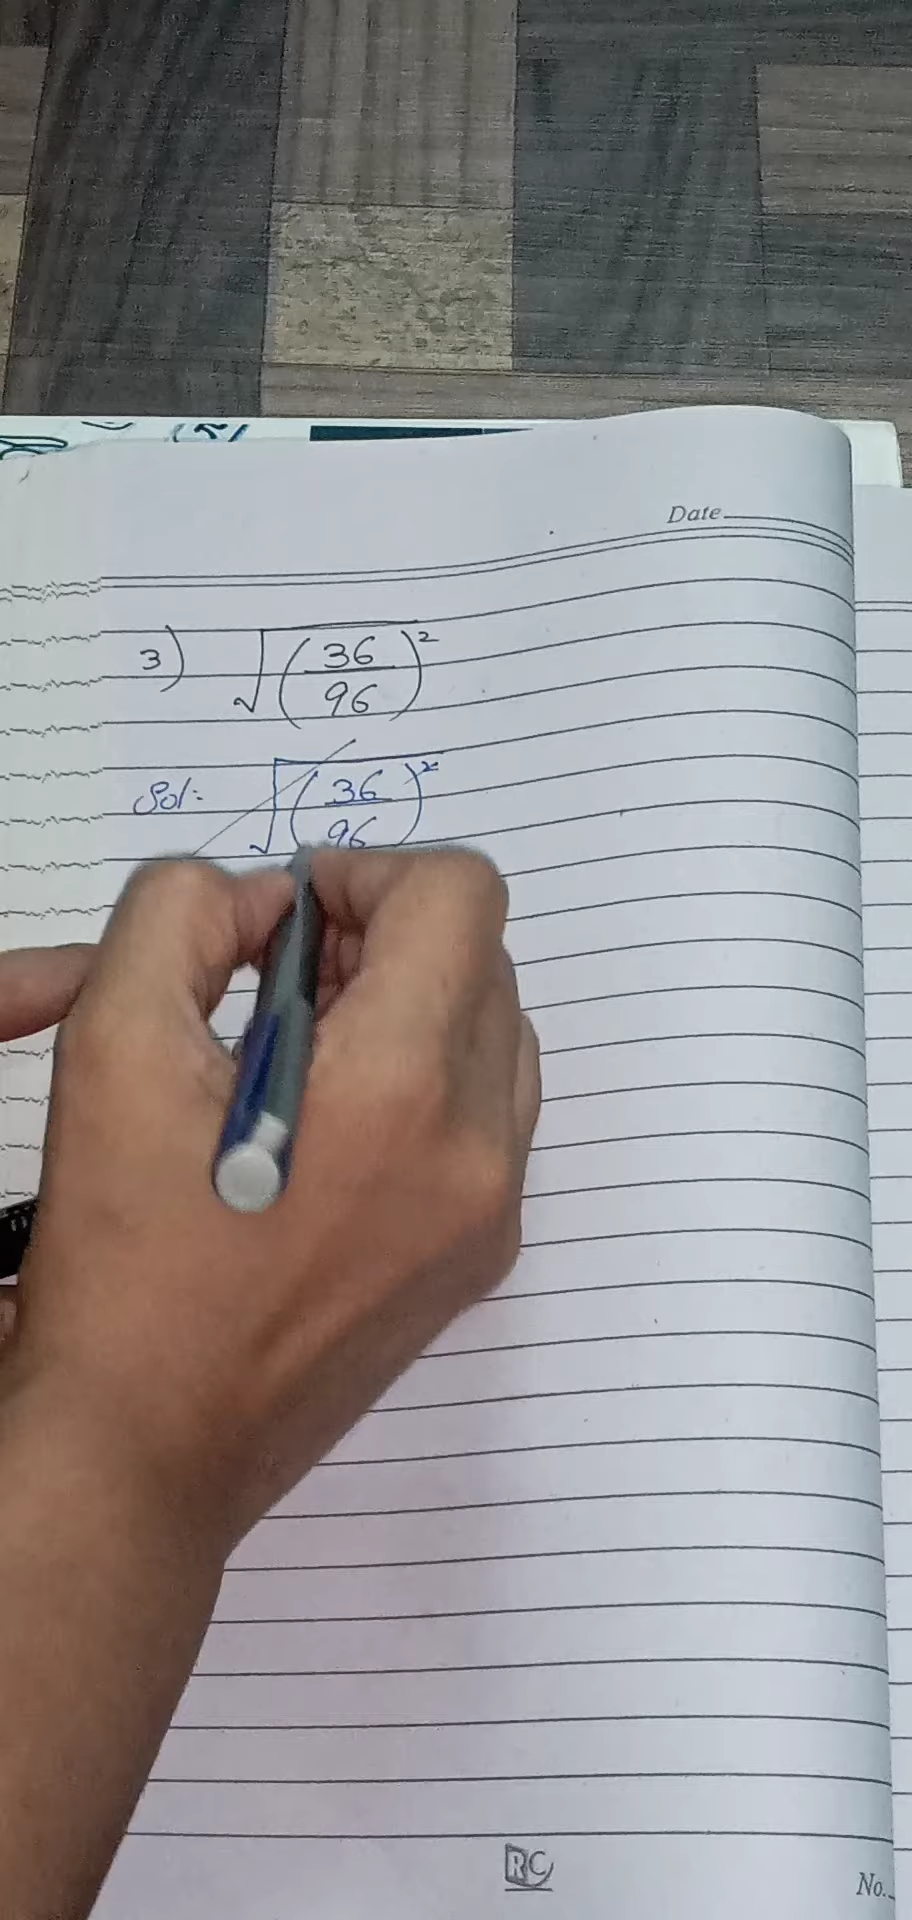 Date
3) √(36/96)²
Sol:- √(36/96)²
RC
No.